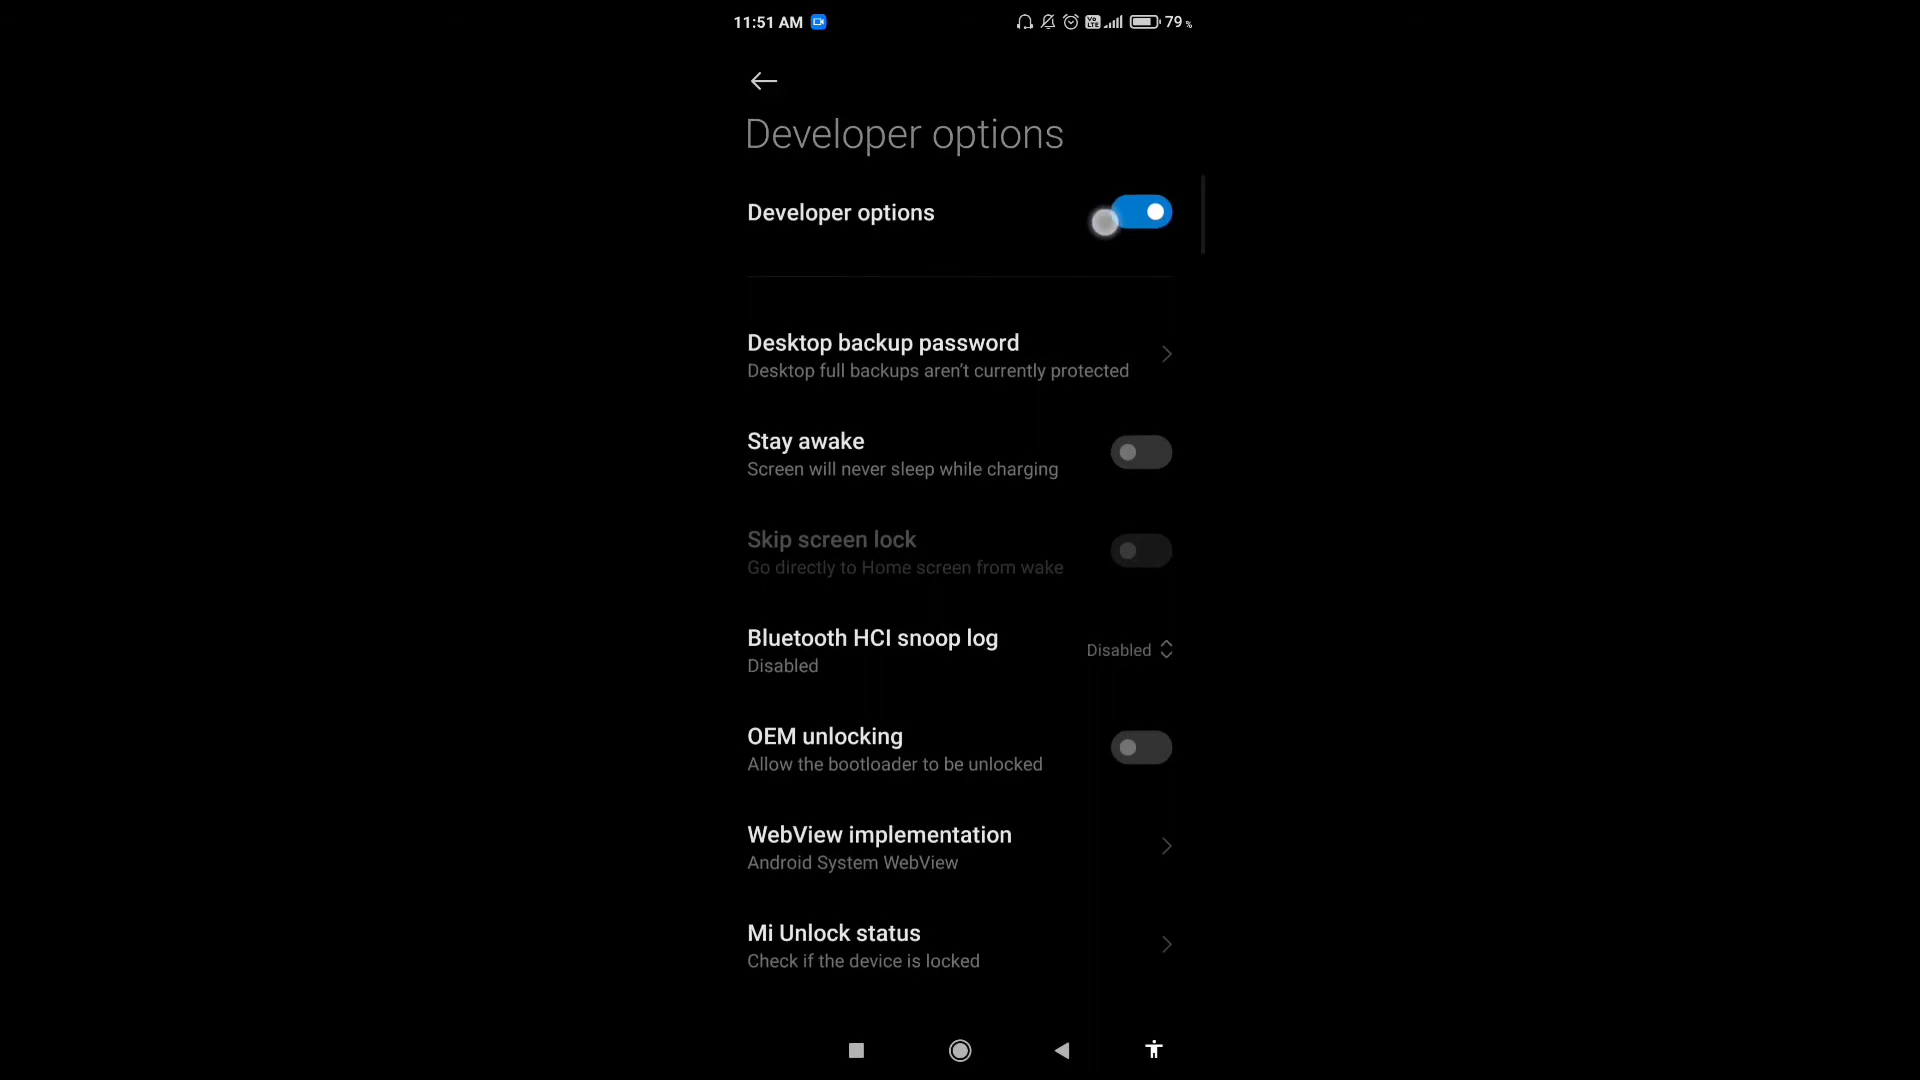 11:51 AM
Vo LTE 79 %
Developer options
Developer options
Desktop backup password
Desktop full backups aren't currently protected
Stay awake
Screen will never sleep while charging
Skip screen lock
Go directly to Home screen from wake
Bluetooth HCI snoop log
Disabled
Disabled
OEM unlocking
Allow the bootloader to be unlocked
WebView implementation
Android System WebView
Mi Unlock status
Check if the device is locked